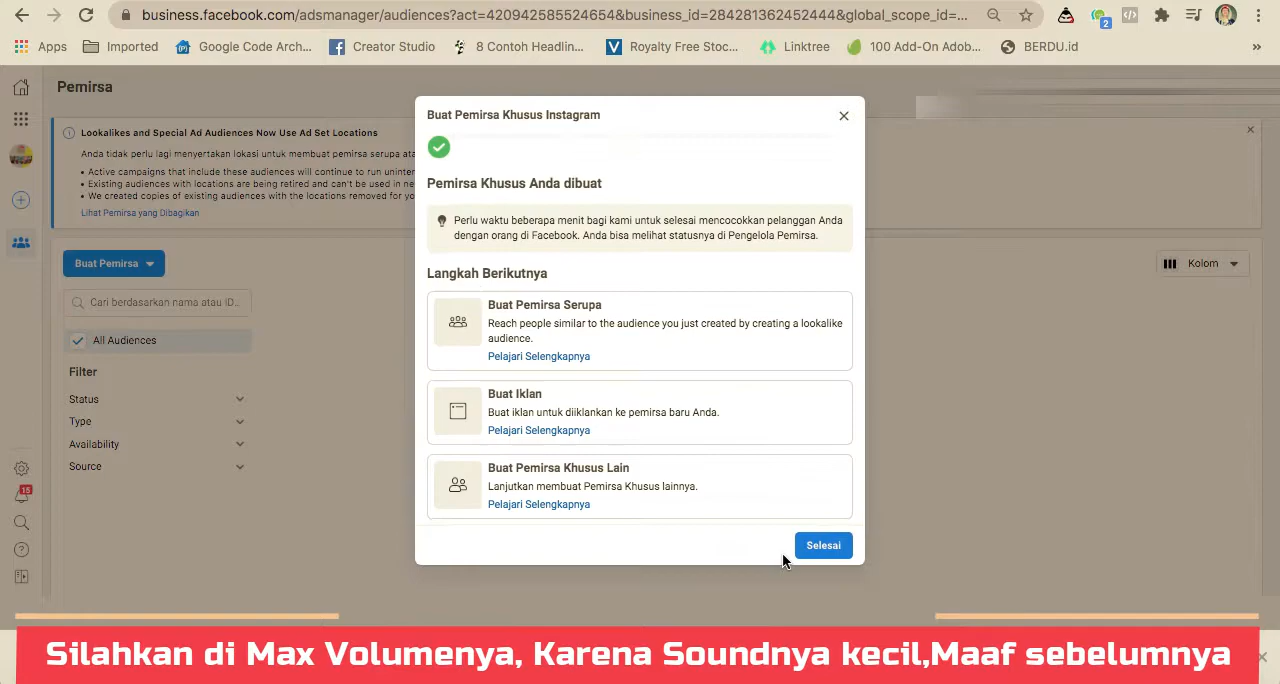 business.facebook.com/adsmanager/audiences?act=420942585524654&business_id=284281362452444&global_scope_id=...
2
Apps
Imported
Google Code Arch...
Creator Studio
8 Contoh Headlin...
Royalty Free Stoc...
Linktree
100 Add-On Adob...
BERDU.id
»
Pemirsa
Lookalikes and Special Ad Audiences Now Use Ad Set Locations
Anda tidak perlu lagi menyertakan lokasi untuk membuat pemirsa serupa ata
• Active campaigns that include these audiences will continue to run uninter
• Existing audiences with locations are being retired and can't be used in ne
• We created copies of existing audiences with the locations removed for yo
Lihat Pemirsa yang Dibagikan
Buat Pemirsa
Kolom
Cari berdasarkan nama atau ID..
All Audiences
Filter
Status
Type
Availability
Source
15
Buat Pemirsa Khusus Instagram
Pemirsa Khusus Anda dibuat
Perlu waktu beberapa menit bagi kami untuk selesai mencocokkan pelanggan Anda
dengan orang di Facebook. Anda bisa melihat statusnya di Pengelola Pemirsa.
Langkah Berikutnya
Buat Pemirsa Serupa
Reach people similar to the audience you just created by creating a lookalike
audience.
Pelajari Selengkapnya
Buat Iklan
Buat iklan untuk diiklankan ke pemirsa baru Anda.
Pelajari Selengkapnya
Buat Pemirsa Khusus Lain
Lanjutkan membuat Pemirsa Khusus lainnya.
Pelajari Selengkapnya
Selesai
Silahkan di Max Volumenya, Karena Soundnya kecil,Maaf sebelumnya